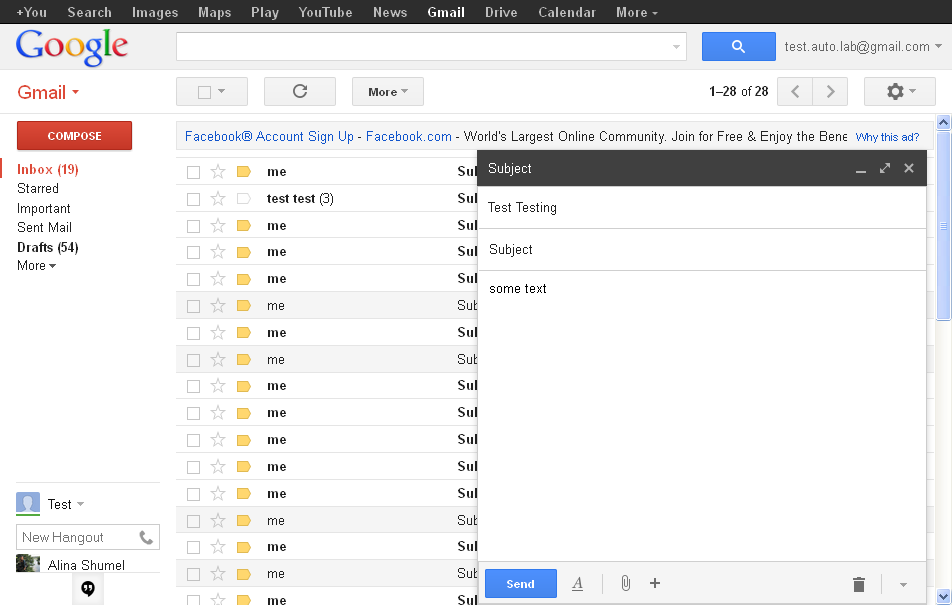 +You Search Images Maps Play YouTube News Gmail Drive Calendar More
Google
test.auto.lab@gmail.com
Gmail
More
1–28 of 28
COMPOSE
Facebook® Account Sign Up - Facebook.com - World's Largest Online Community. Join for Free & Enjoy the Bene Why this ad?
Inbox (19)
Starred
Important
Sent Mail
Drafts (54)
More
me Sul
test test (3) Sul
me Sul
me Sul
me Sul
me Sub
me Sul
me Sub
me Sul
me Sul
me Sul
me Sul
me Sul
me Sub
me Sul
me Sub
me Sul
Subject
Test Testing
Subject
some text
Send A
Test
New Hangout
Alina Shumel